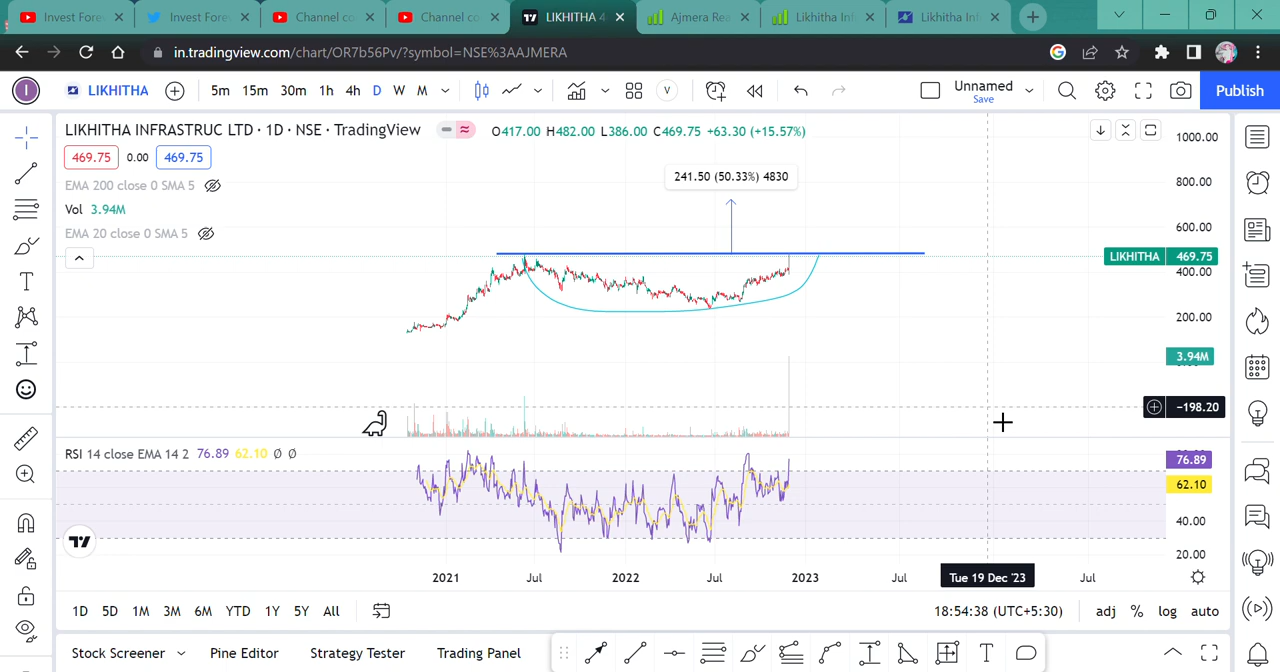 Invest Forev
Invest Forev
Channel co
Channel co
LIKHITHA 4
Ajmera Rea
Likhitha Inf
Likhitha Inf
in.tradingview.com/chart/OR7b56Pv/?symbol=NSE%3AAJMERA
I
LIKHITHA
5m 15m 30m 1h 4h D W M
V
Unnamed
Save
Publish
LIKHITHA INFRASTRUC LTD · 1D · NSE · TradingView
O417.00 H482.00 L386.00 C469.75 +63.30 (+15.57%)
469.75 0.00 469.75
EMA 200 close 0 SMA 5
Vol 3.94M
EMA 20 close 0 SMA 5
241.50 (50.33%) 4830
1000.00
800.00
600.00
LIKHITHA 469.75
400.00
200.00
3.94M
−198.20
RSI 14 close EMA 14 2 76.89 62.10 Ø Ø
76.89
62.10
40.00
20.00
2021 Jul 2022 Jul 2023 Jul Tue 19 Dec '23 Jul
1D 5D 1M 3M 6M YTD 1Y 5Y All
18:54:38 (UTC+5:30) adj % log auto
Stock Screener Pine Editor Strategy Tester Trading Panel